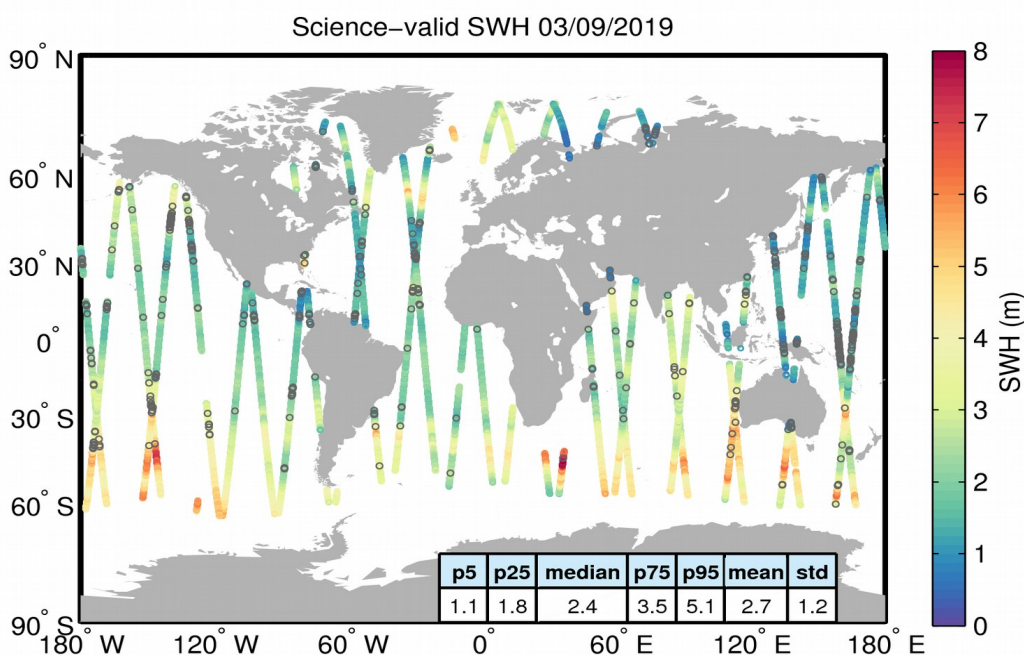 Science−valid SWH 03/09/2019
90° N
60° N
30° N
0°
30° S
60° S
90° S
180° W
120° W
60° W
0°
60° E
120° E
180° E
p5 p25 median p75 p95 mean std
1.1 1.8 2.4 3.5 5.1 2.7 1.2
8
7
6
5
4
3
2
1
0
SWH (m)